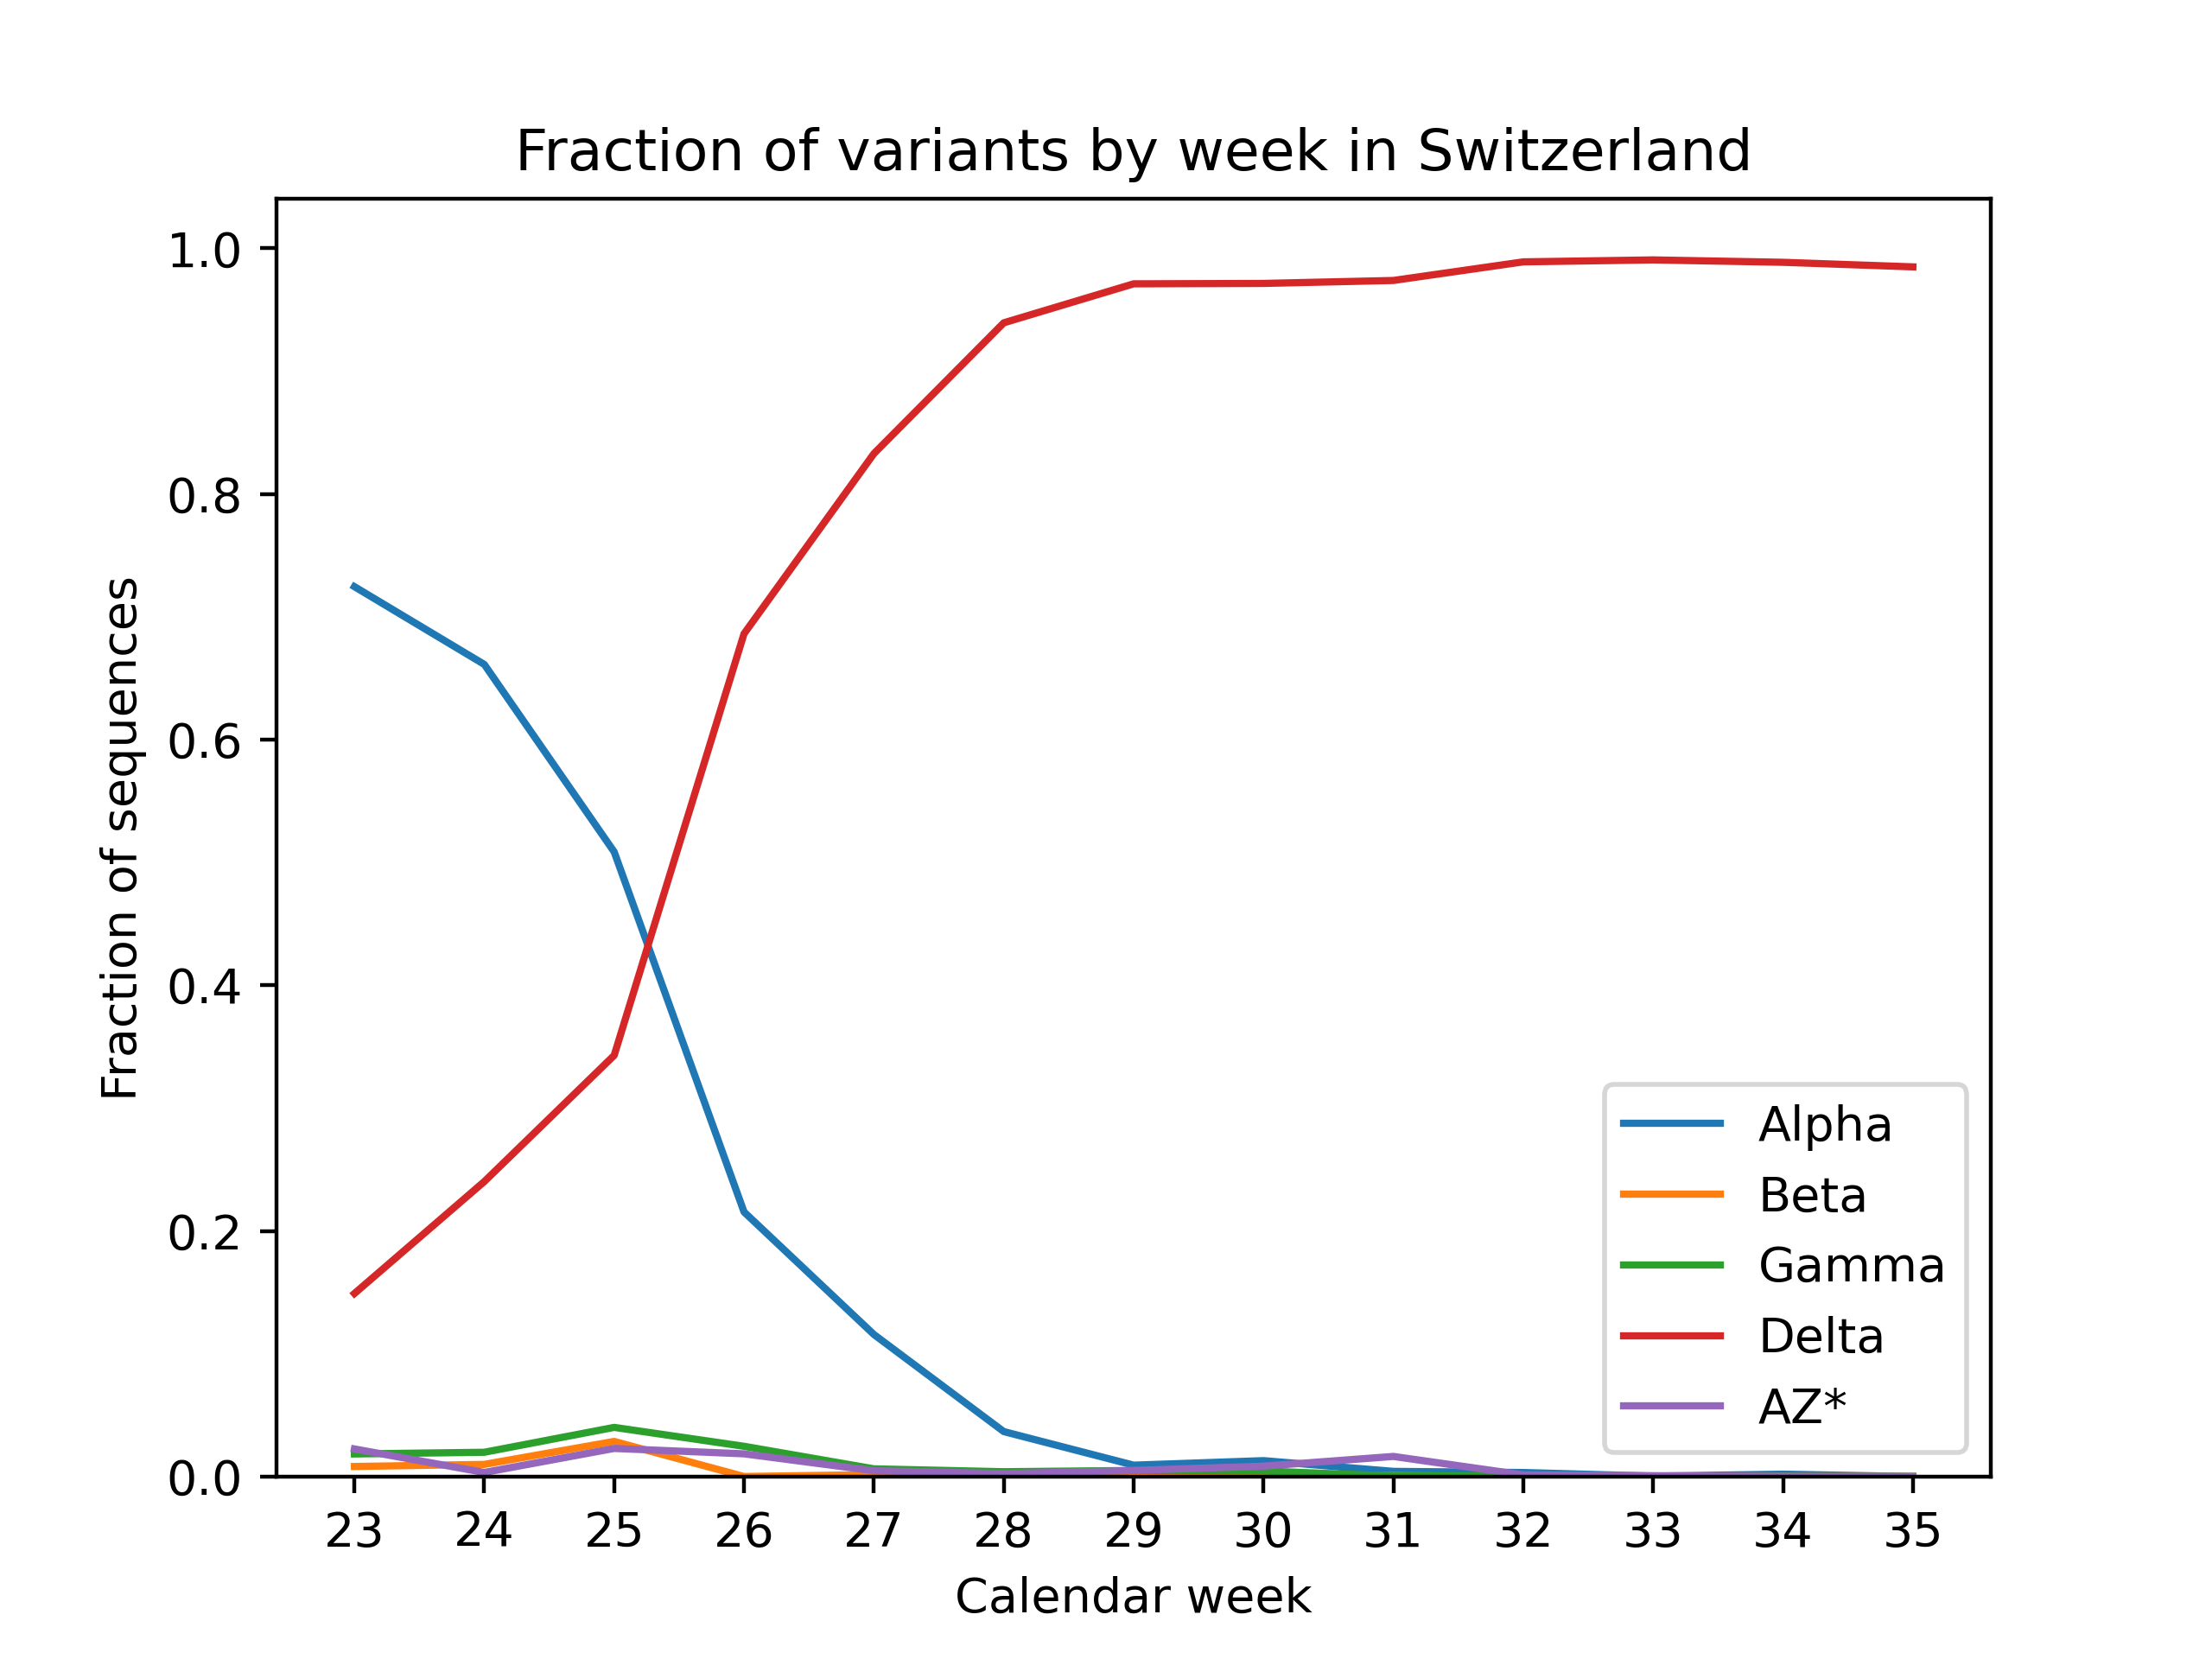 Fraction of variants by week in Switzerland
Fraction of sequences
1.0
0.8
0.6
0.4
0.2
0.0
23 24 25 26 27 28 29 30 31 32 33 34 35
Calendar week
Alpha
Beta
Gamma
Delta
AZ*